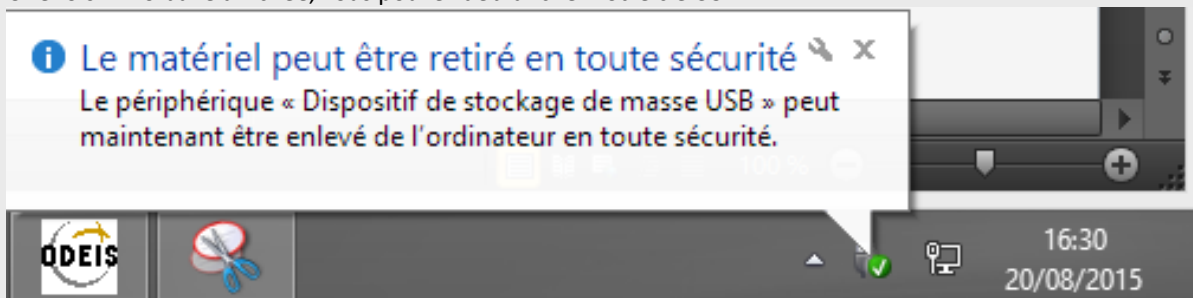 Le matériel peut être retiré en toute sécurité
Le périphérique « Dispositif de stockage de masse USB » peut
maintenant être enlevé de l'ordinateur en toute sécurité.
100 %
ODEIS
16:30
20/08/2015